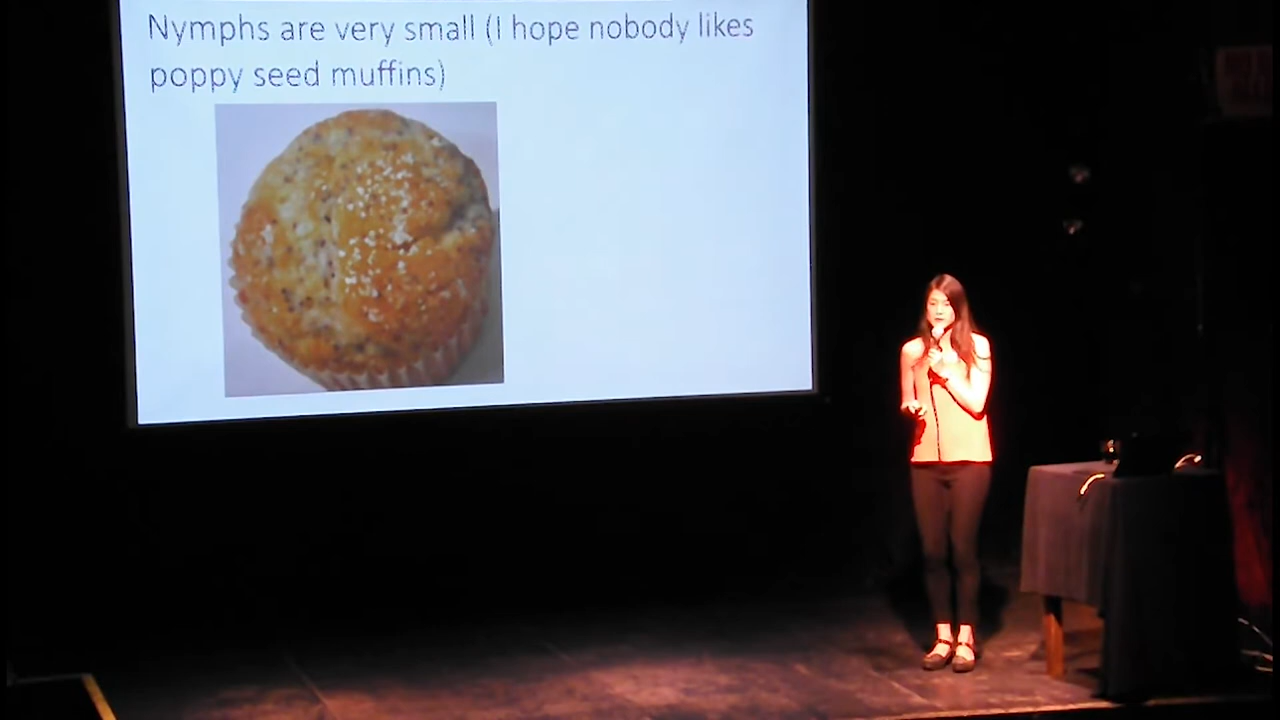 Nymphs are very small (I hope nobody likes
poppy seed muffins)